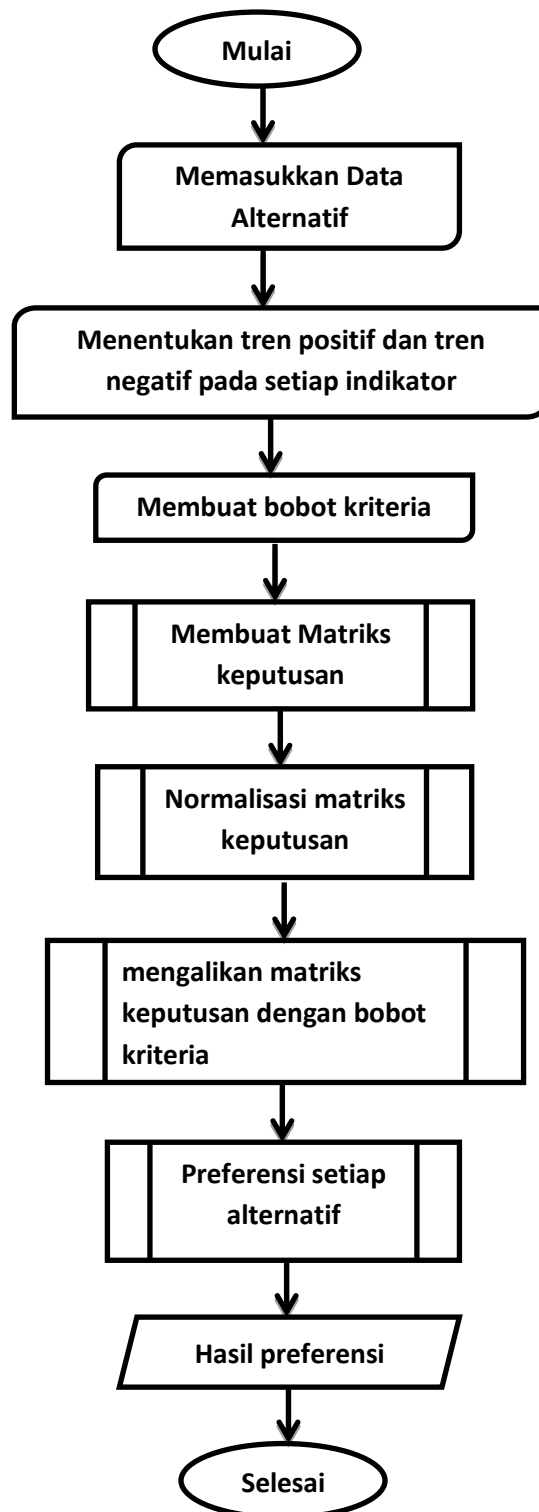 Mulai
Memasukkan Data
Alternatif
Menentukan tren positif dan tren
negatif pada setiap indikator
Membuat bobot kriteria
Membuat Matriks
keputusan
Normalisasi matriks
keputusan
mengalikan matriks
keputusan dengan bobot
kriteria
Preferensi setiap
alternatif
Hasil preferensi
Selesai